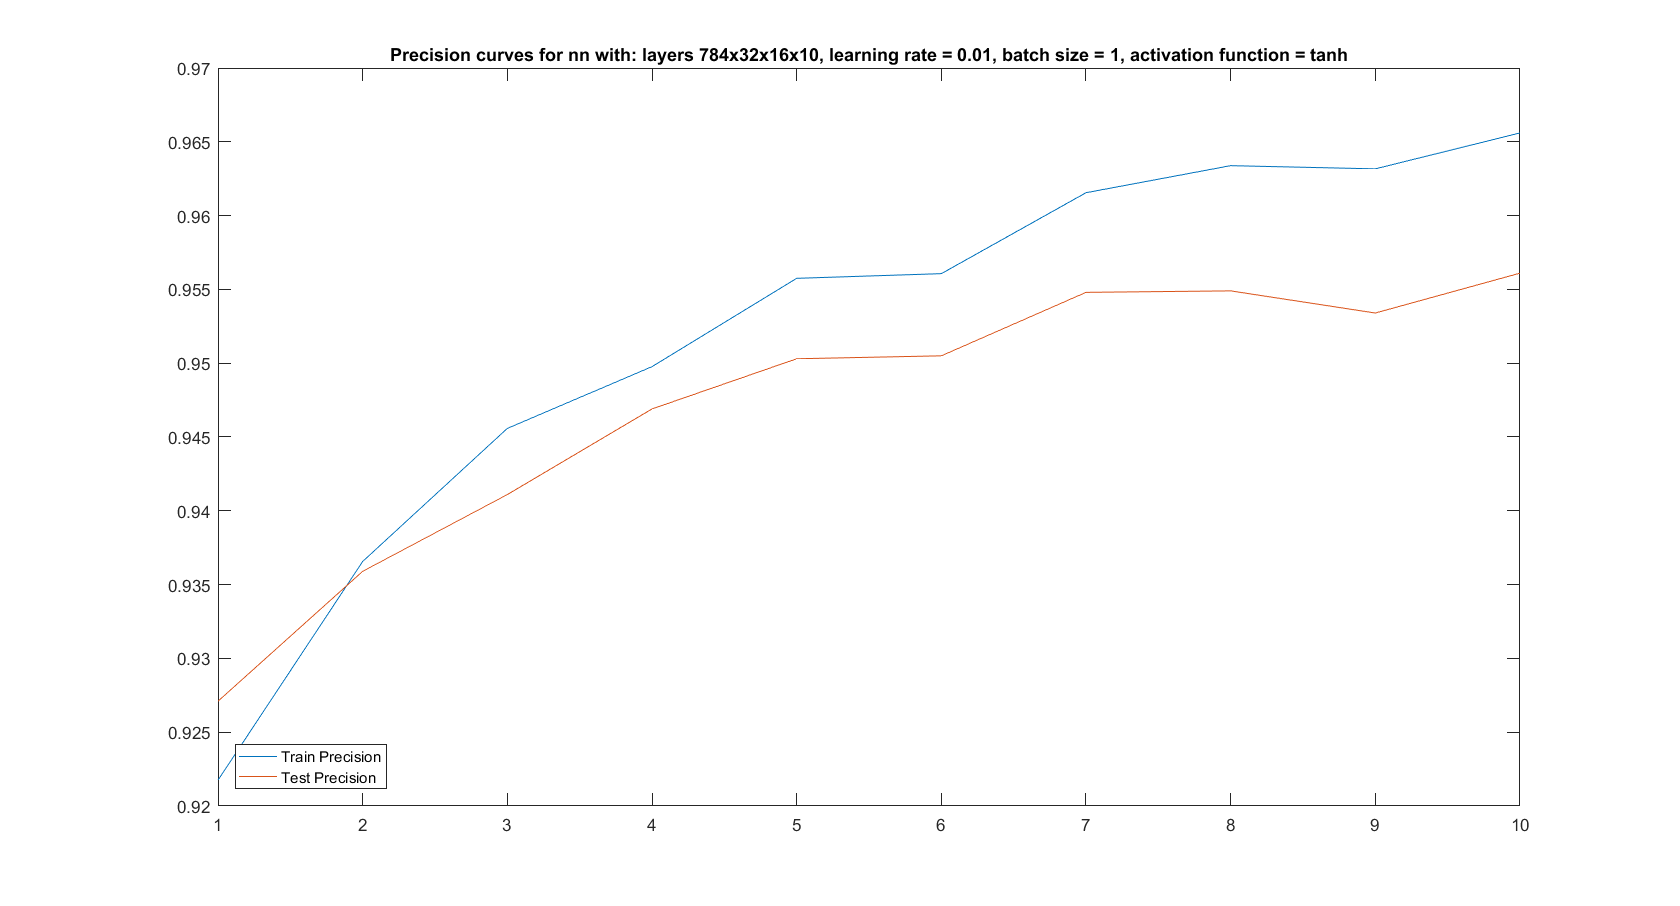 Precision curves for nn with: layers 784x32x16x10, learning rate = 0.01, batch size = 1, activation function = tanh
0.97
0.965
0.96
0.955
0.95
0.945
0.94
0.935
0.93
0.925
0.92
Train Precision
Test Precision
1 2 3 4 5 6 7 8 9 10